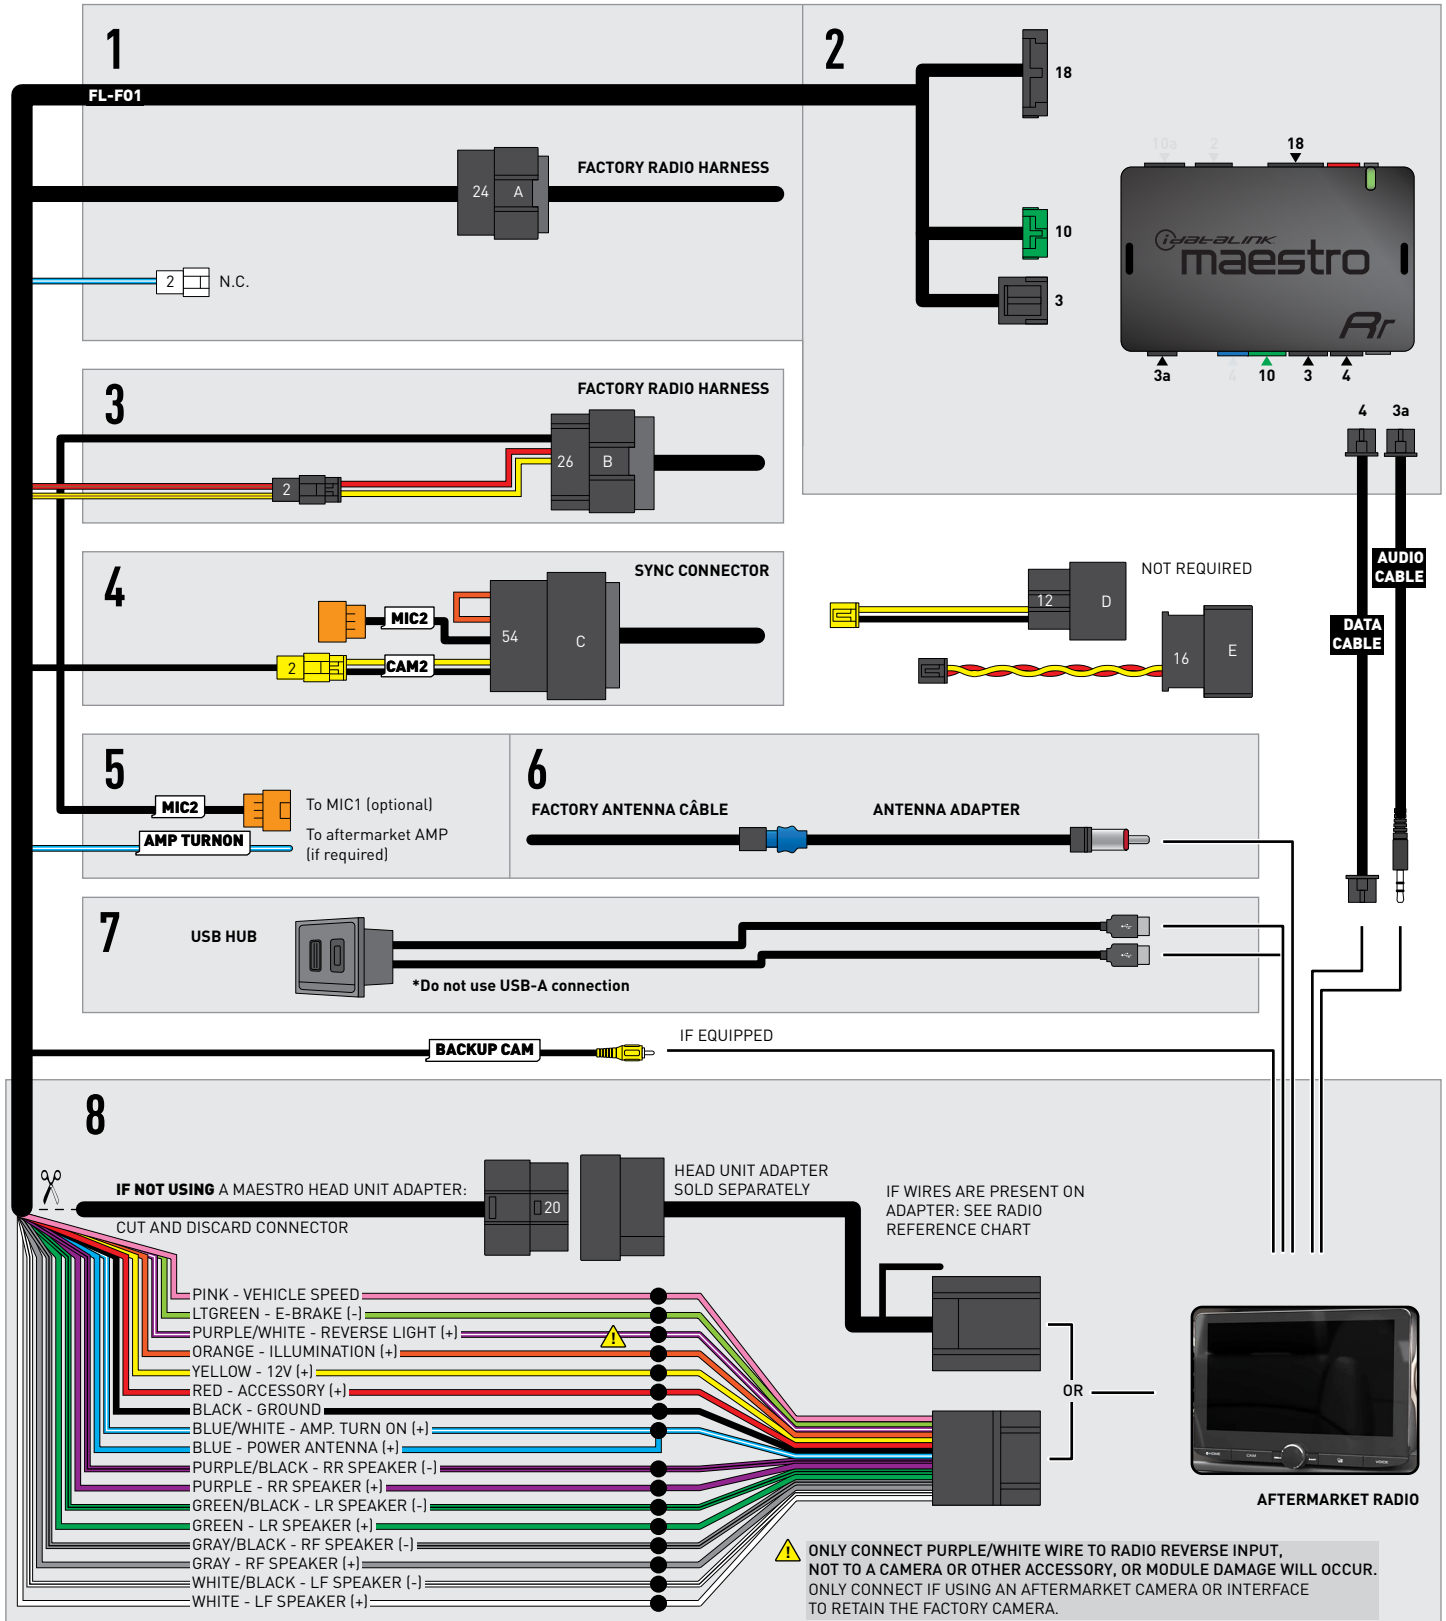 1
FL-F01
FACTORY RADIO HARNESS
24
A
2
N.C.
2
18
10
3
10a
2
18
idatalink
maestro
Rr
3a
4
10
3
4
4
3a
AUDIO
CABLE
DATA
CABLE
3
FACTORY RADIO HARNESS
26
B
2
4
SYNC CONNECTOR
MIC2
54
C
2
CAM2
NOT REQUIRED
12
D
16
E
5
MIC2
To MIC1 (optional)
AMP TURNON
To aftermarket AMP
(if required)
6
FACTORY ANTENNA CÂBLE
ANTENNA ADAPTER
7
USB HUB
*Do not use USB-A connection
BACKUP CAM
IF EQUIPPED
8
IF NOT USING A MAESTRO HEAD UNIT ADAPTER:
CUT AND DISCARD CONNECTOR
20
HEAD UNIT ADAPTER
SOLD SEPARATELY
IF WIRES ARE PRESENT ON
ADAPTER: SEE RADIO
REFERENCE CHART
PINK - VEHICLE SPEED
LTGREEN - E-BRAKE (-)
PURPLE/WHITE - REVERSE LIGHT (+)
ORANGE - ILLUMINATION (+)
YELLOW - 12V (+)
RED - ACCESSORY (+)
BLACK - GROUND
BLUE/WHITE - AMP. TURN ON (+)
BLUE - POWER ANTENNA (+)
PURPLE/BLACK - RR SPEAKER (-)
PURPLE - RR SPEAKER (+)
GREEN/BLACK - LR SPEAKER (-)
GREEN - LR SPEAKER (+)
GRAY/BLACK - RF SPEAKER (-)
GRAY - RF SPEAKER (+)
WHITE/BLACK - LF SPEAKER (-)
WHITE - LF SPEAKER (+)
OR
AFTERMARKET RADIO
ONLY CONNECT PURPLE/WHITE WIRE TO RADIO REVERSE INPUT,
NOT TO A CAMERA OR OTHER ACCESSORY, OR MODULE DAMAGE WILL OCCUR.
ONLY CONNECT IF USING AN AFTERMARKET CAMERA OR INTERFACE
TO RETAIN THE FACTORY CAMERA.